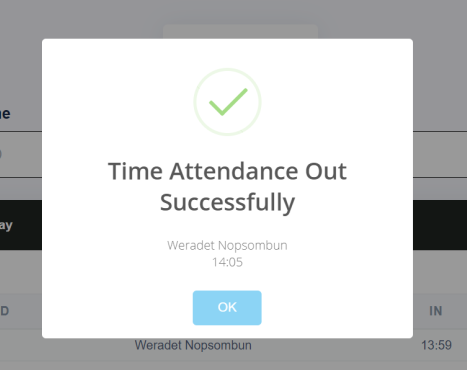 Time Attendance Out
Successfully
Weradet Nopsombun
14:05
OK
IN
Weradet Nopsombun 13:59